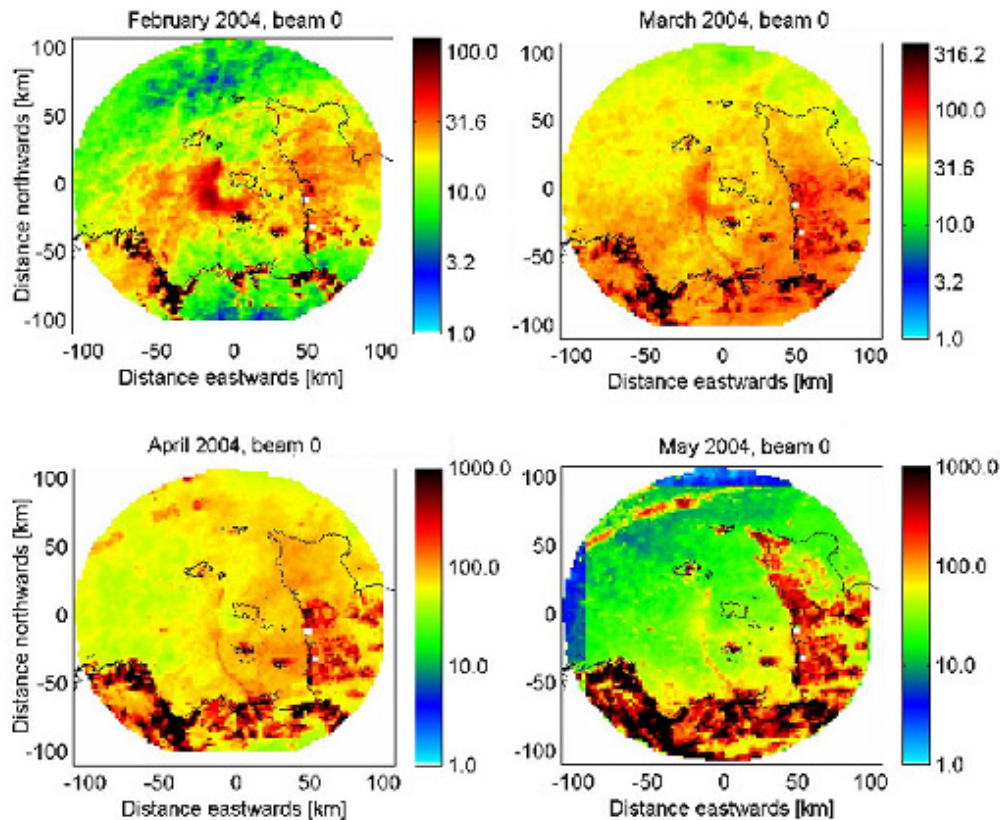 February 2004, beam 0
100
50
0
-50
-100
Distance northwards [km]
-100 -50 0 50 100
Distance eastwards [km]
100.0
31.6
10.0
3.2
1.0
March 2004, beam 0
100
50
0
-50
-100
-100 -50 0 50 100
Distance eastwards [km]
316.2
100.0
31.6
10.0
3.2
1.0
April 2004, beam 0
100
50
0
-50
-100
Distance northwards [km]
-100 -50 0 50 100
Distance eastwards [km]
1000.0
100.0
10.0
1.0
May 2004, beam 0
100
50
0
-50
-100
-100 -50 0 50 100
Distance eastwards [km]
1000.0
100.0
10.0
1.0